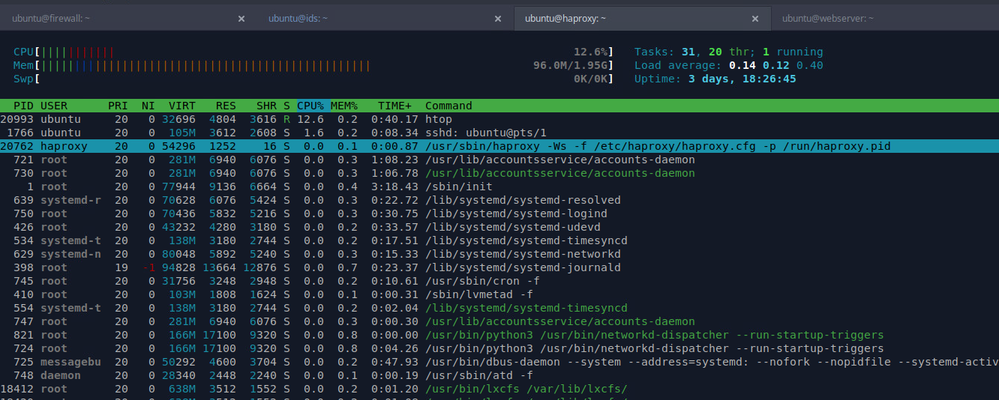 ubuntu@firewall: ~ × ubuntu@ids: ~ × ubuntu@haproxy: ~ × ubuntu@webserver: ~
CPU[||||||||||| 12.6%] Tasks: 31, 20 thr; 1 running
Mem[||||||||||||||||||||||||||||||||||||||||||||||||| 96.0M/1.95G] Load average: 0.14 0.12 0.40
Swp[ 0K/0K] Uptime: 3 days, 18:26:45
PID USER PRI NI VIRT RES SHR S CPU% MEM% TIME+ Command
20993 ubuntu 20 0 32696 4804 3616 R 12.6 0.2 0:40.17 htop
1766 ubuntu 20 0 105M 3612 2608 S 1.6 0.2 0:08.34 sshd: ubuntu@pts/1
20762 haproxy 20 0 54296 1252 16 S 0.0 0.1 0:00.87 /usr/sbin/haproxy -Ws -f /etc/haproxy/haproxy.cfg -p /run/haproxy.pid
721 root 20 0 281M 6940 6076 S 0.0 0.3 1:08.23 /usr/lib/accountsservice/accounts-daemon
730 root 20 0 281M 6940 6076 S 0.0 0.3 1:06.78 /usr/lib/accountsservice/accounts-daemon
1 root 20 0 77944 9136 6664 S 0.0 0.4 3:18.43 /sbin/init
639 systemd-r 20 0 70628 6076 5424 S 0.0 0.3 0:22.72 /lib/systemd/systemd-resolved
750 root 20 0 70436 5832 5216 S 0.0 0.3 0:30.75 /lib/systemd/systemd-logind
426 root 20 0 43232 4280 3180 S 0.0 0.2 0:33.57 /lib/systemd/systemd-udevd
534 systemd-t 20 0 138M 3180 2744 S 0.0 0.2 0:17.51 /lib/systemd/systemd-timesyncd
629 systemd-n 20 0 80048 5892 5240 S 0.0 0.3 0:15.33 /lib/systemd/systemd-networkd
398 root 19 -1 94828 13664 12876 S 0.0 0.7 0:23.37 /lib/systemd/systemd-journald
745 root 20 0 31756 3248 2948 S 0.0 0.2 0:10.61 /usr/sbin/cron -f
410 root 20 0 103M 1808 1624 S 0.0 0.1 0:00.31 /sbin/lvmetad -f
554 systemd-t 20 0 138M 3180 2744 S 0.0 0.2 0:02.04 /lib/systemd/systemd-timesyncd
747 root 20 0 281M 6940 6076 S 0.0 0.3 0:00.30 /usr/lib/accountsservice/accounts-daemon
821 root 20 0 166M 17100 9320 S 0.0 0.8 0:00.00 /usr/bin/python3 /usr/bin/networkd-dispatcher --run-startup-triggers
724 root 20 0 166M 17100 9320 S 0.0 0.8 0:04.26 /usr/bin/python3 /usr/bin/networkd-dispatcher --run-startup-triggers
725 messagebu 20 0 50292 4600 3704 S 0.0 0.2 0:47.93 /usr/bin/dbus-daemon --system --address=systemd: --nofork --nopidfile --systemd-activ
748 daemon 20 0 28340 2448 2240 S 0.0 0.1 0:00.19 /usr/sbin/atd -f
18412 root 20 0 638M 3512 1552 S 0.0 0.2 0:01.20 /usr/bin/lxcfs /var/lib/lxcfs/